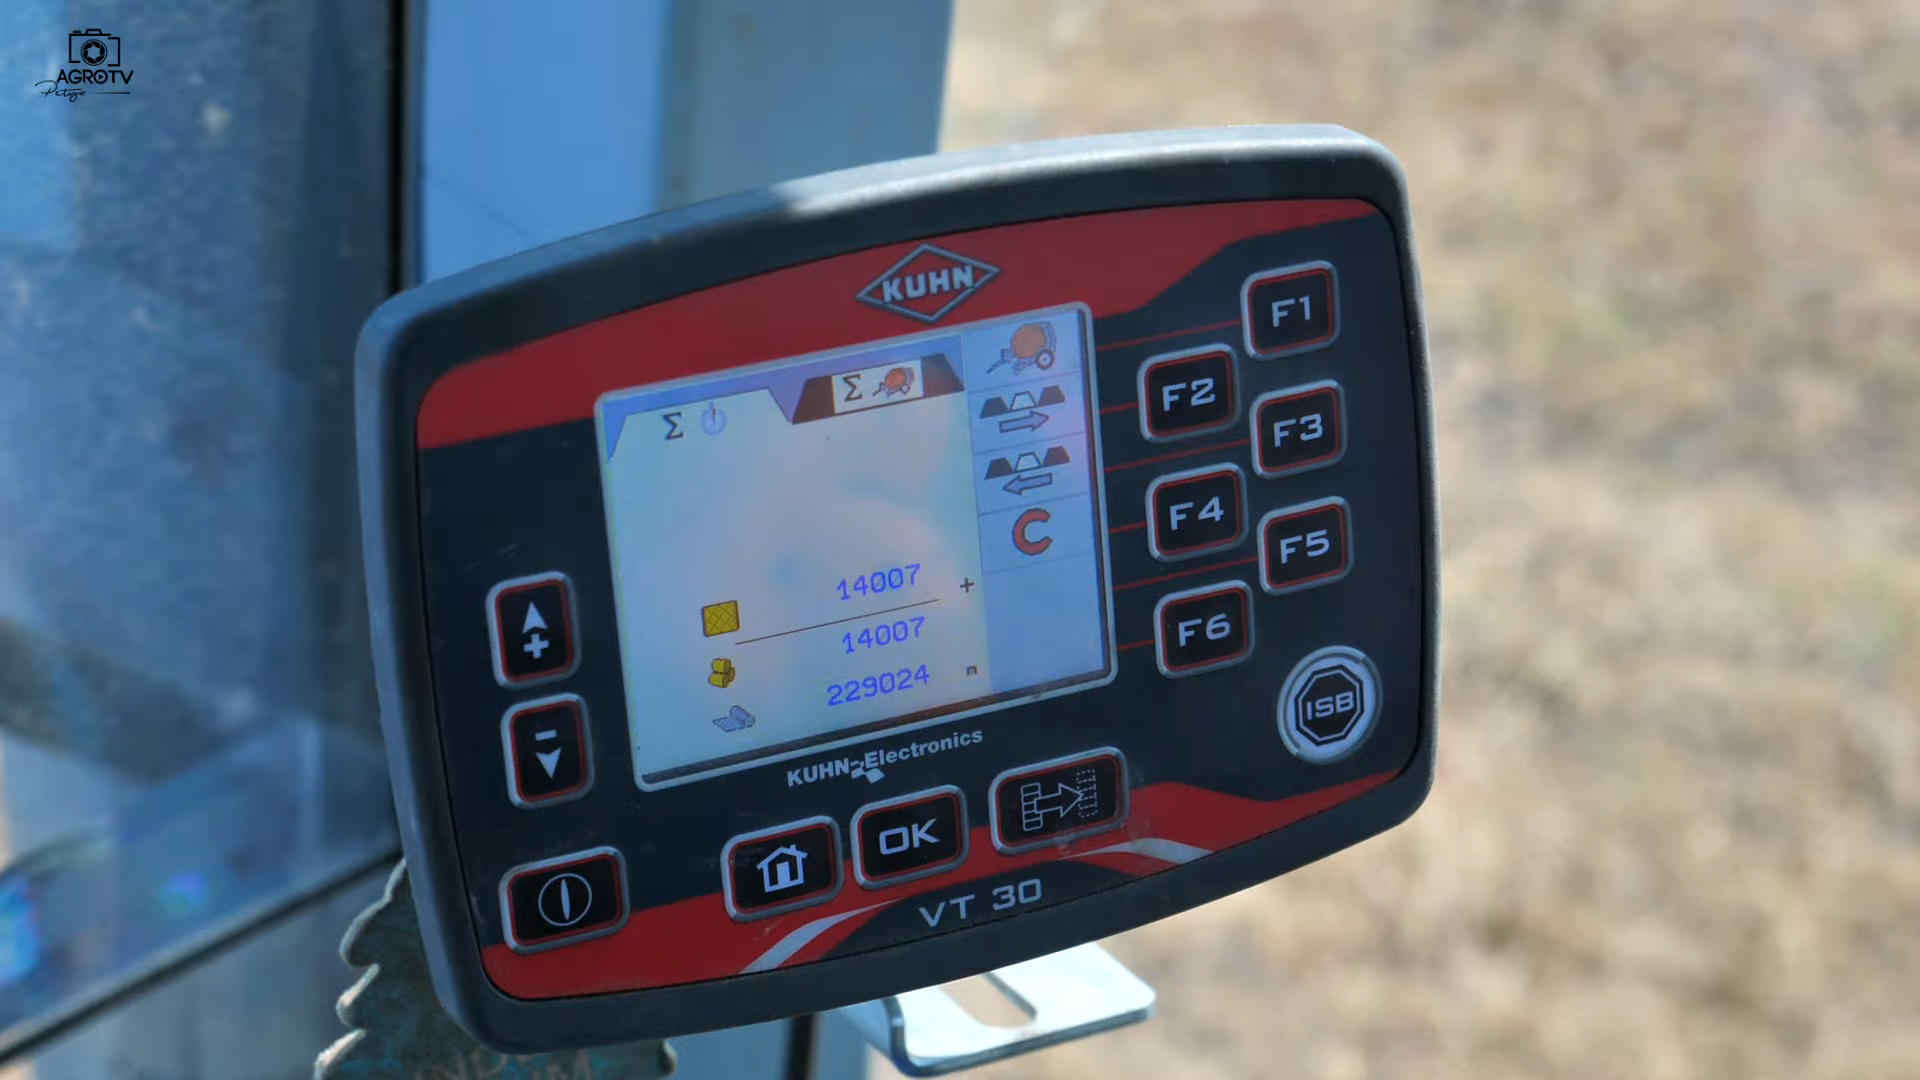 AGROTV
KUHN
F1
F2
F3
F4
F5
F6
Σ
Σ
C
14007
+
14007
229024 m
+
-
ISB
KUHN-Electronics
OK
VT 30